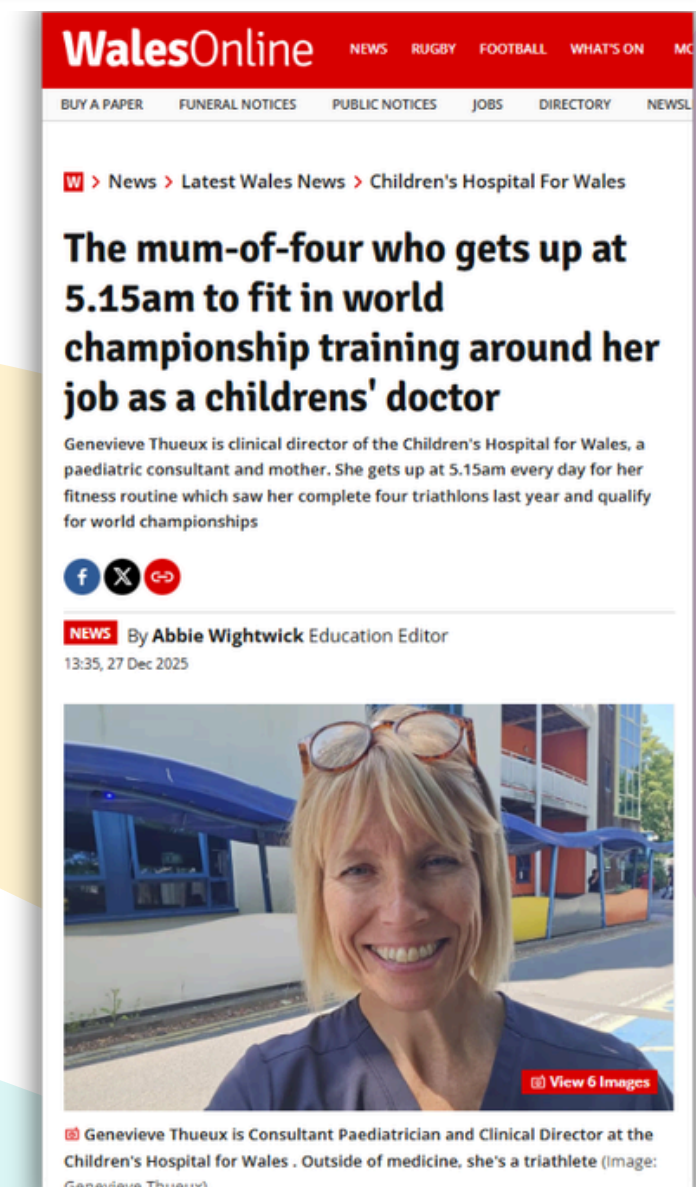 WalesOnline NEWS RUGBY FOOTBALL WHAT'S ON
BUY A PAPER FUNERAL NOTICES PUBLIC NOTICES JOBS DIRECTORY NEWSL
W > News > Latest Wales News > Children's Hospital For Wales
The mum-of-four who gets up at
5.15am to fit in world
championship training around her
job as a childrens' doctor
Genevieve Thueux is clinical director of the Children's Hospital for Wales, a
paediatric consultant and mother. She gets up at 5.15am every day for her
fitness routine which saw her complete four triathlons last year and qualify
for world championships
NEWS By Abbie Wightwick Education Editor
13:35, 27 Dec 2025
View 6 Images
Genevieve Thueux is Consultant Paediatrician and Clinical Director at the
Children's Hospital for Wales . Outside of medicine, she's a triathlete (Image:
Genevieve Thueux)